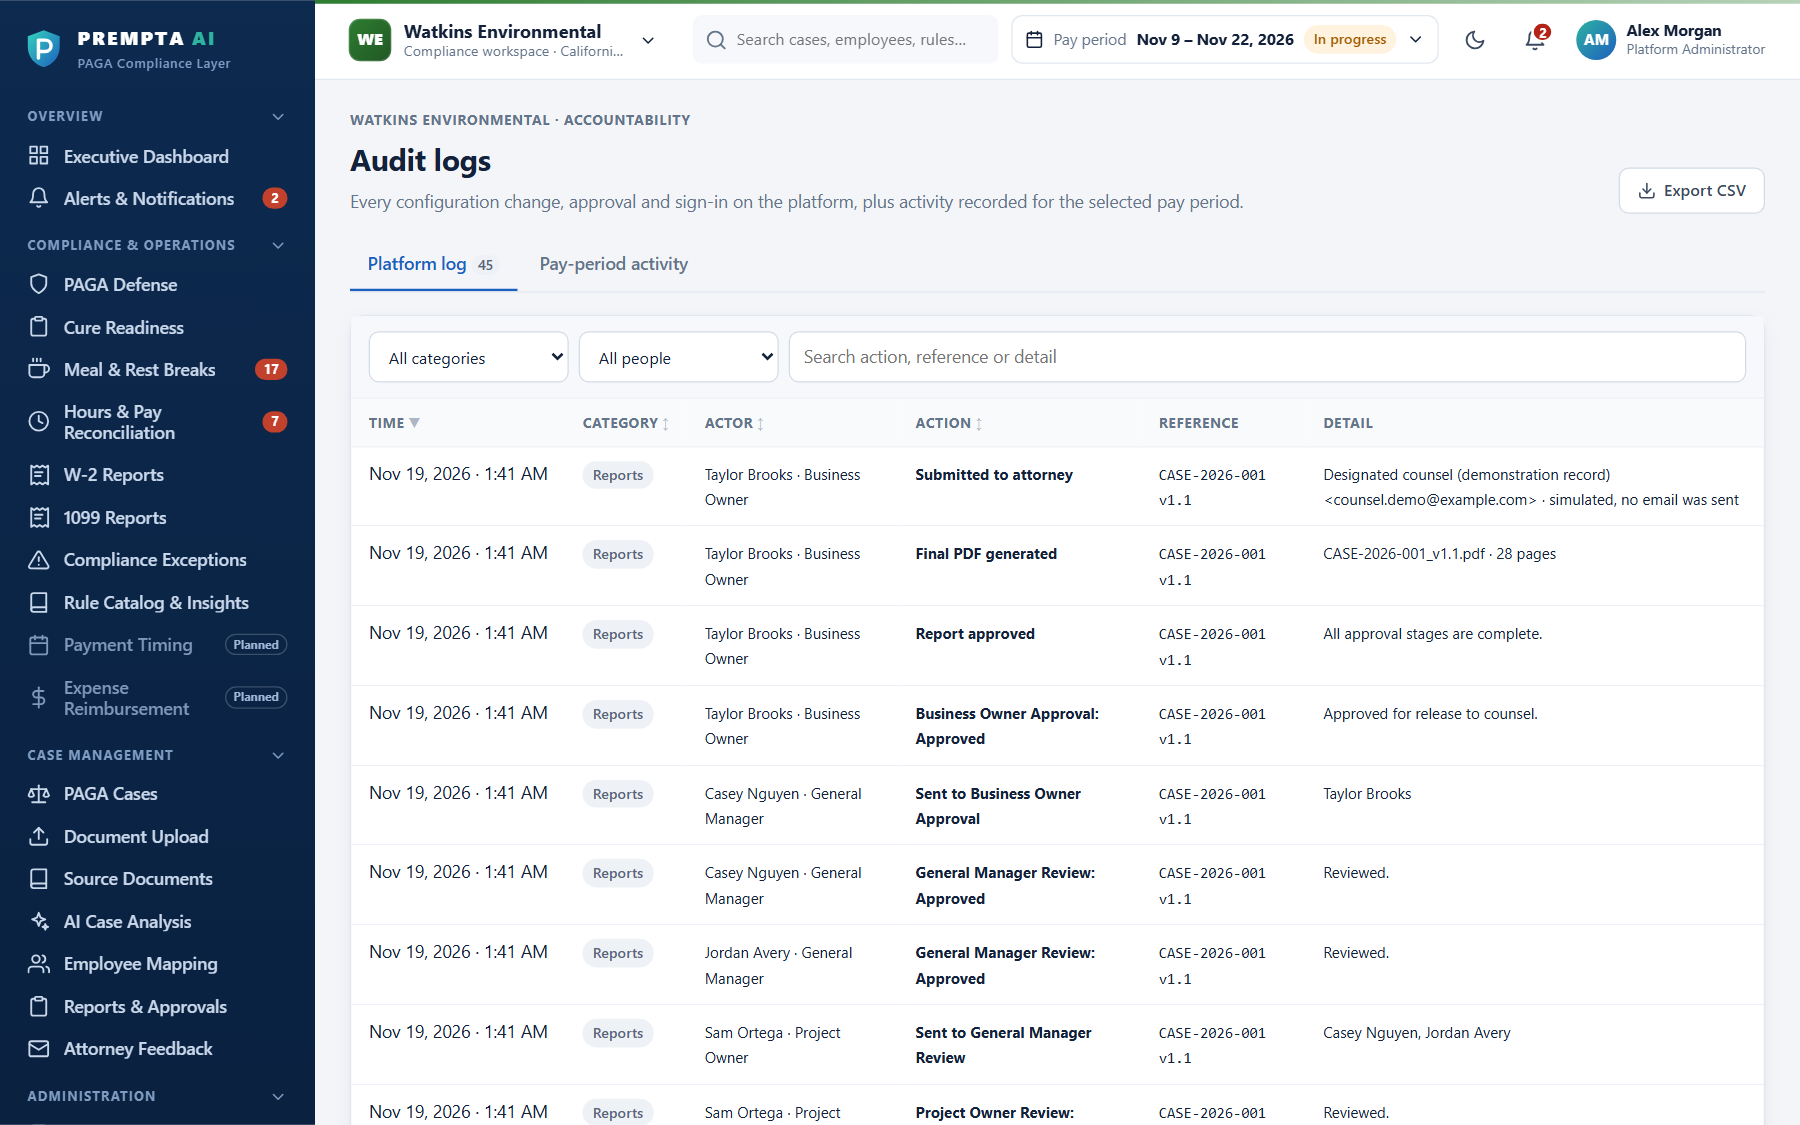 PREMPTA AI
PAGA Compliance Layer
OVERVIEW
Executive Dashboard
Alerts & Notifications 2
COMPLIANCE & OPERATIONS
PAGA Defense
Cure Readiness
Meal & Rest Breaks 17
Hours & Pay
Reconciliation 7
W-2 Reports
1099 Reports
Compliance Exceptions
Rule Catalog & Insights
Payment Timing Planned
Expense
Reimbursement Planned
CASE MANAGEMENT
PAGA Cases
Document Upload
Source Documents
AI Case Analysis
Employee Mapping
Reports & Approvals
Attorney Feedback
ADMINISTRATION
WE Watkins Environmental
Compliance workspace · Californi...
Search cases, employees, rules...
Pay period Nov 9 – Nov 22, 2026 In progress
2
AM Alex Morgan
Platform Administrator
WATKINS ENVIRONMENTAL · ACCOUNTABILITY
Audit logs
Every configuration change, approval and sign-in on the platform, plus activity recorded for the selected pay period.
Export CSV
Platform log 45 Pay-period activity
All categories All people Search action, reference or detail
TIME CATEGORY ACTOR ACTION REFERENCE DETAIL
Nov 19, 2026 · 1:41 AM Reports Taylor Brooks · Business Submitted to attorney CASE-2026-001 Designated counsel (demonstration record)
Owner v1.1 <counsel.demo@example.com> · simulated, no email was sent
Nov 19, 2026 · 1:41 AM Reports Taylor Brooks · Business Final PDF generated CASE-2026-001 CASE-2026-001_v1.1.pdf · 28 pages
Owner v1.1
Nov 19, 2026 · 1:41 AM Reports Taylor Brooks · Business Report approved CASE-2026-001 All approval stages are complete.
Owner v1.1
Nov 19, 2026 · 1:41 AM Reports Taylor Brooks · Business Business Owner Approval: CASE-2026-001 Approved for release to counsel.
Owner Approved v1.1
Nov 19, 2026 · 1:41 AM Reports Casey Nguyen · General Sent to Business Owner CASE-2026-001 Taylor Brooks
Manager Approval v1.1
Nov 19, 2026 · 1:41 AM Reports Casey Nguyen · General General Manager Review: CASE-2026-001 Reviewed.
Manager Approved v1.1
Nov 19, 2026 · 1:41 AM Reports Jordan Avery · General General Manager Review: CASE-2026-001 Reviewed.
Manager Approved v1.1
Nov 19, 2026 · 1:41 AM Reports Sam Ortega · Project Sent to General Manager CASE-2026-001 Casey Nguyen, Jordan Avery
Owner Review v1.1
Nov 19, 2026 · 1:41 AM Reports Sam Ortega · Project Project Owner Review: CASE-2026-001 Reviewed.